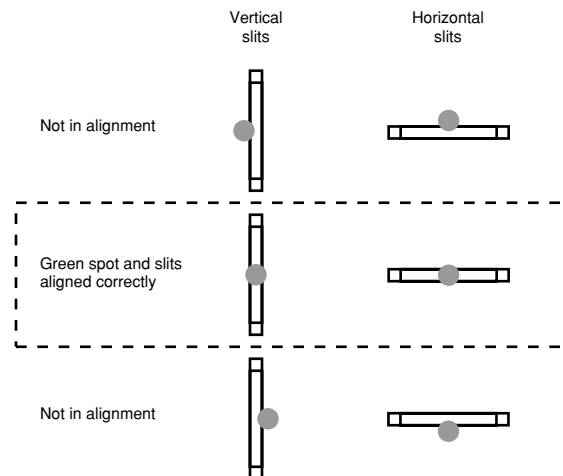 Vertical
slits
Horizontal
slits
Not in alignment
Green spot and slits
aligned correctly
Not in alignment